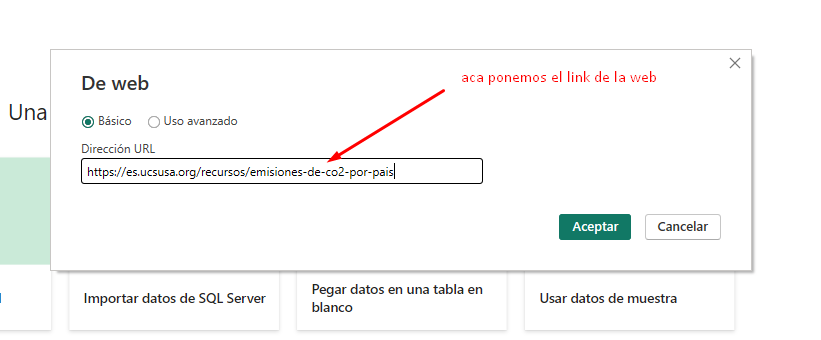 aca ponemos el link de la web
De web
Una
Básico
Uso avanzado
Dirección URL
https://es.ucsusa.org/recursos/emisiones-de-co2-por-pais
Aceptar
Cancelar
Importar datos de SQL Server
Pegar datos en una tabla en
blanco
Usar datos de muestra